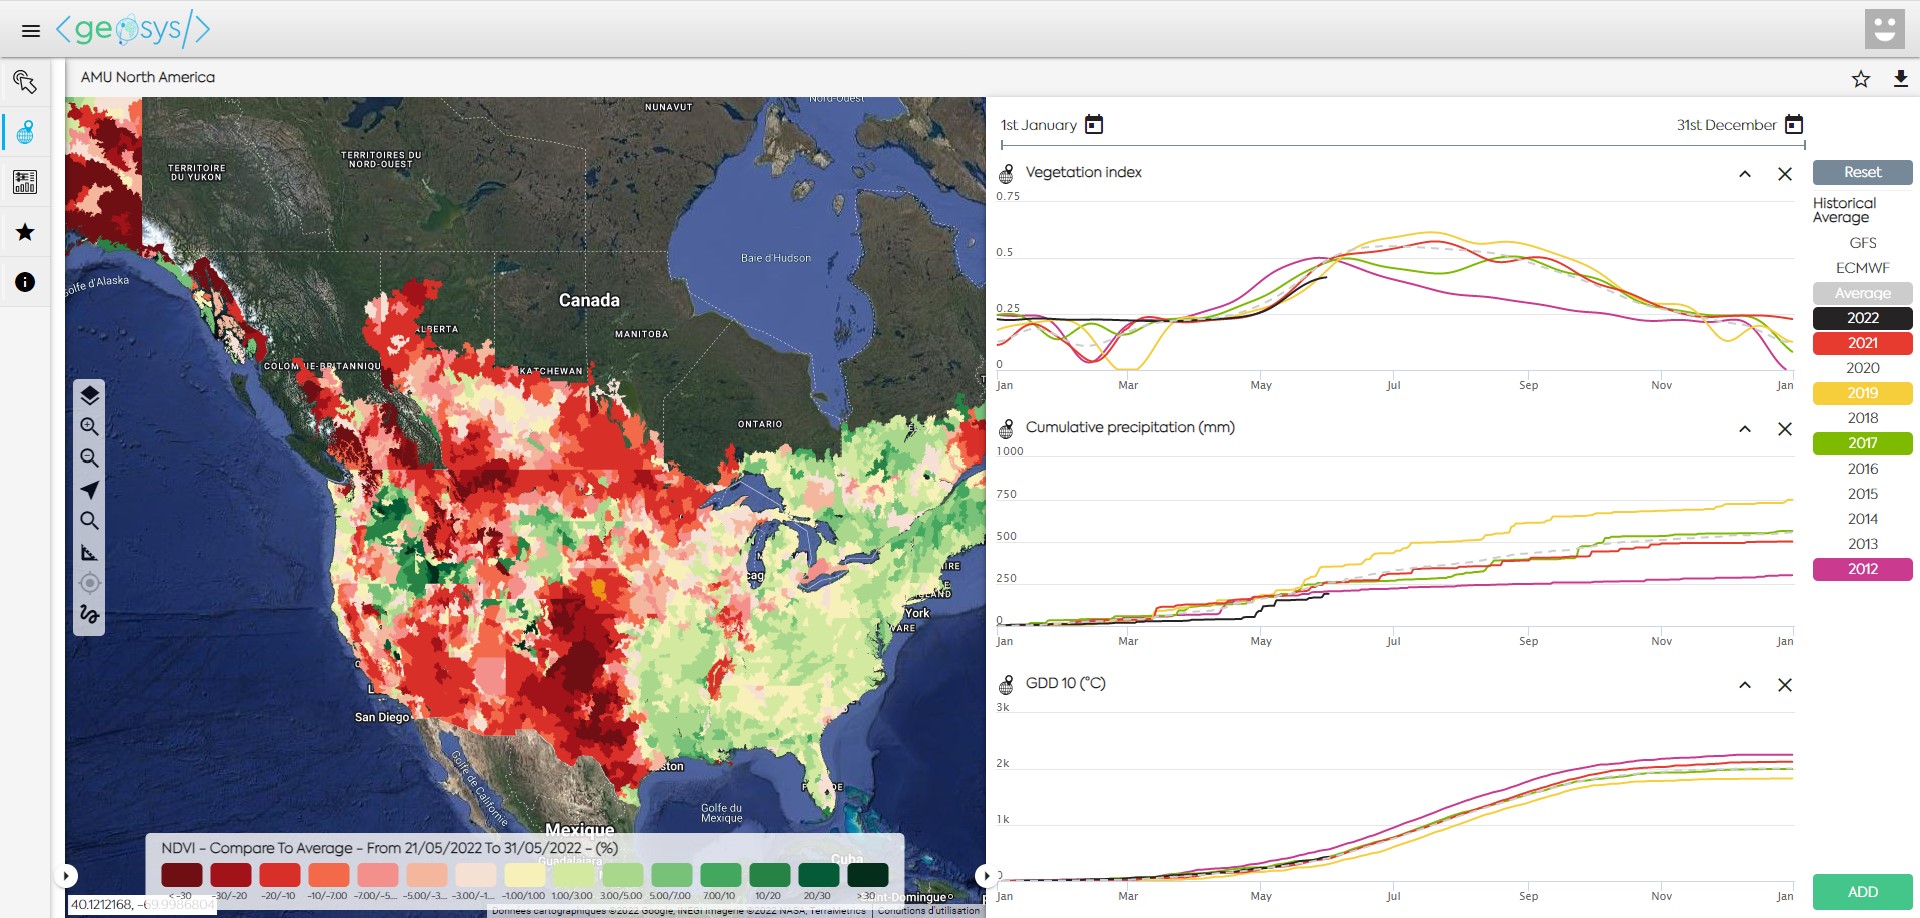 <geosys/>
AMU North America
1st January
31st December
Vegetation index
0.75
0.5
0.25
0
Jan Mar May Jul Sep Nov Jan
Cumulative precipitation (mm)
1000
750
500
250
0
Jan Mar May Jul Sep Nov Jan
GDD 10 (°C)
3k
2k
1k
0
Jan Mar May Jul Sep Nov Jan
Reset
Historical
Average
GFS
ECMWF
Average
2022
2021
2020
2019
2018
2017
2016
2015
2014
2013
2012
ADD
NUNAVUT
Nord-Ouest
TERRITOIRES DU
NORD-OUEST
TERRITOIRE
DU YUKON
Golfe d'Alaska
Baie d'Hudson
Canada
ALBERTA
MANITOBA
COLOMBIE-BRITANNIQU
KATCHEWAN
ONTARIO
cag
York
San Diego
ston
Golfe de Californie
Golfe du
Mexique
Mexique
Guadalajara
Cuba
NDVI - Compare To Average - From 21/05/2022 To 31/05/2022 - (%)
<-30 -30/-20 -20/-10 -10/-7.00 -7.00/-5... -5.00/-3... -3.00/-1... -1.00/1.00 1.00/3.00 3.00/5.00 5.00/7.00 7.00/10 10/20 20/30 >30
40.1212168, -69.9986804
int-Domingue
Données cartographiques ©2022 Google, INEGI Imagerie ©2022 NASA, TerraMetrics
Conditions d'utilisation